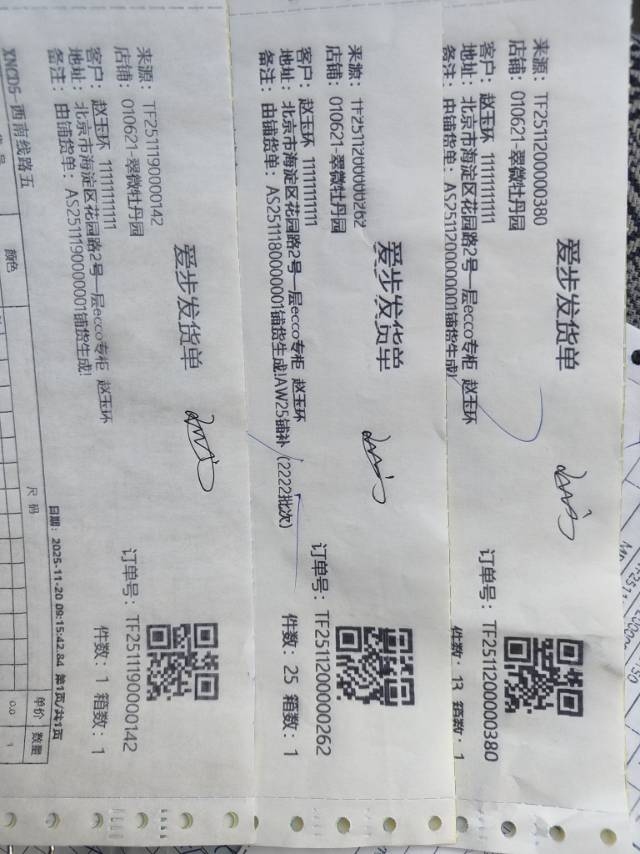 爱步发货单
来源：TF2511200000380
订单号：TF2511200000380
店铺：010621-翠微牡丹园
客户：赵玉环 11111111111
件数：13 箱数：1
地址：北京市海淀区花园路2号一层ecco专柜 赵玉环
备注：由铺货单：AS2511200000001铺货生成!
爱步发货单
来源：TF2511200000262
订单号：TF2511200000262
店铺：010621-翠微牡丹园
客户：赵玉环 11111111111
件数：25 箱数：1
地址：北京市海淀区花园路2号一层ecco专柜 赵玉环
备注：由铺货单：AS2511180000001铺货生成!AW25铺补 (2222批次)
爱步发货单
来源：TF2511190000142
订单号：TF2511190000142
店铺：010621-翠微牡丹园
客户：赵玉环 11111111111
件数：1 箱数：1
地址：北京市海淀区花园路2号一层ecco专柜 赵玉环
备注：由铺货单：AS2511190000001铺货生成!
日期：2025-11-20 09:15:42.84 第1页/共1页
XNCDS-西南线路五
颜色 尺码 单价 数量
0.0 1